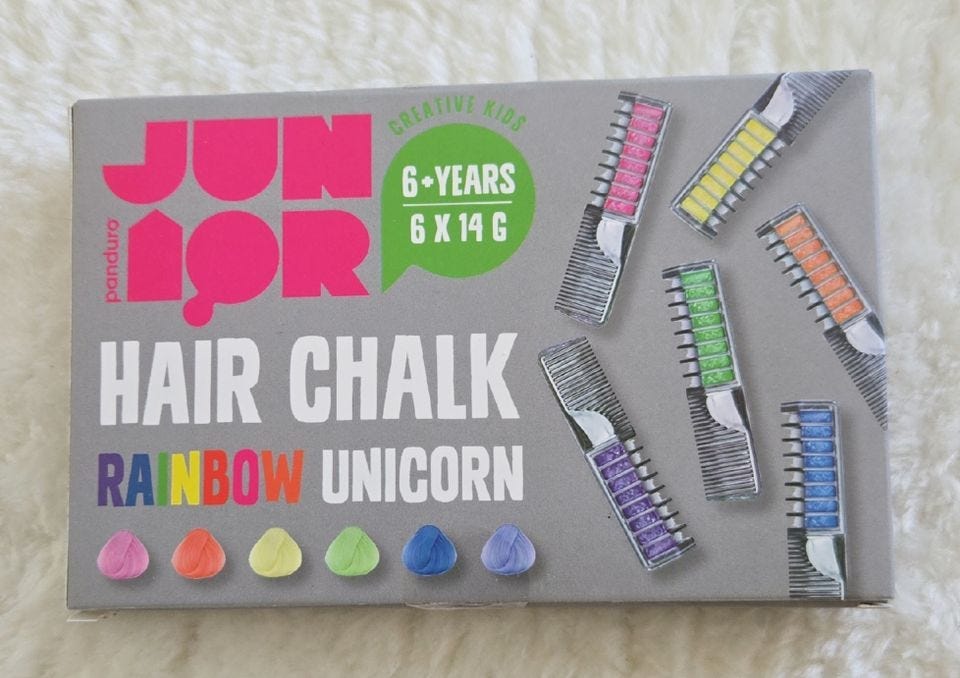 JUN
IOR
panduro
CREATIVE KIDS
6+YEARS
6 X 14 G
HAIR CHALK
RAINBOW UNICORN